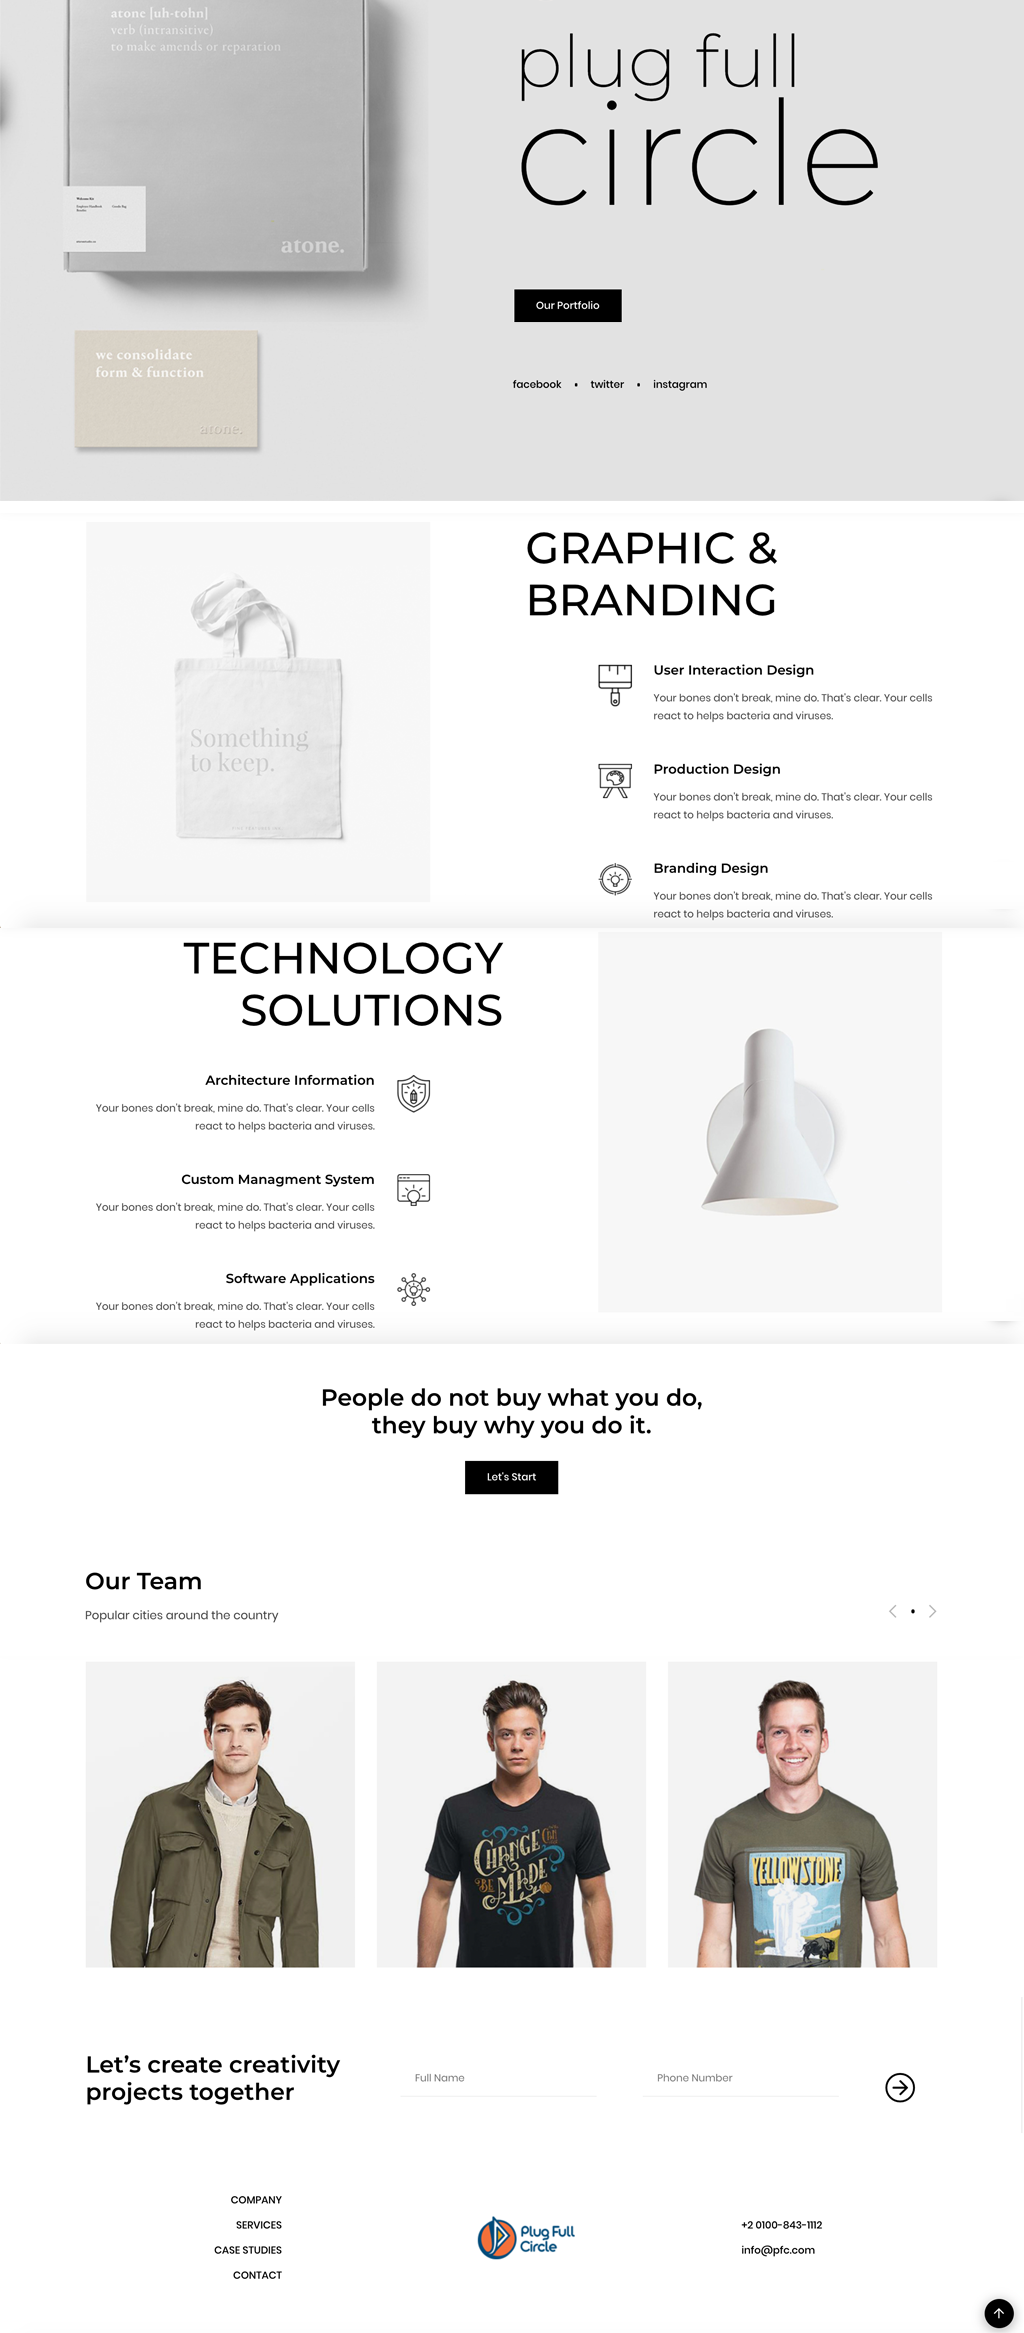 atone [uh-tohn]
verb (intransitive)
to make amends or reparation
Welcome Kit
atone.
we consolidate
form & function
atone.
plug full
circle
Our Portfolio
facebook • twitter • instagram
Something
to keep.
GRAPHIC &
BRANDING
User Interaction Design
Your bones don't break, mine do. That's clear. Your cells
react to helps bacteria and viruses.
Production Design
Your bones don't break, mine do. That's clear. Your cells
react to helps bacteria and viruses.
Branding Design
Your bones don't break, mine do. That's clear. Your cells
react to helps bacteria and viruses.
TECHNOLOGY
SOLUTIONS
Architecture Information
Your bones don't break, mine do. That's clear. Your cells
react to helps bacteria and viruses.
Custom Managment System
Your bones don't break, mine do. That's clear. Your cells
react to helps bacteria and viruses.
Software Applications
Your bones don't break, mine do. That's clear. Your cells
react to helps bacteria and viruses.
People do not buy what you do,
they buy why you do it.
Let's Start
Our Team
Popular cities around the country
CHANGE
CAN
BE MADE
YELLOWSTONE
Let's create creativity
projects together
Full Name
Phone Number
COMPANY
SERVICES
CASE STUDIES
CONTACT
Plug Full
Circle
+2 0100-843-1112
info@pfc.com